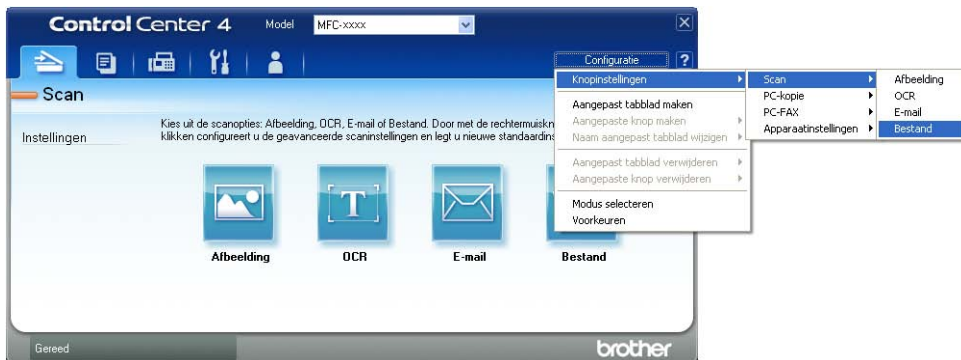 Control Center 4 Model MFC-xxxx
Configuratie ?
Scan
Instellingen
Kies uit de scanopties: Afbeelding, OCR, E-mail of Bestand. Door met de rechtermuiskn
klikken configureert u de geavanceerde scaninstellingen en legt u nieuwe standaardins
Afbeelding OCR E-mail Bestand
Knopinstellingen
Aangepast tabblad maken
Aangepaste knop maken
Naam aangepast tabblad wijzigen
Aangepast tabblad verwijderen
Aangepaste knop verwijderen
Modus selecteren
Voorkeuren
Scan
PC-kopie
PC-FAX
Apparaatinstellingen
Afbeelding
OCR
E-mail
Bestand
Gereed brother